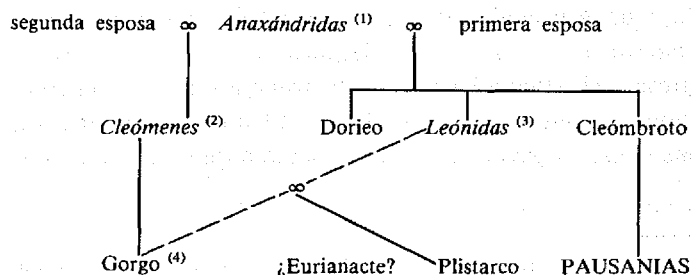 segunda esposa ∞ Anaxándridas (1) ∞ primera esposa
Cleómenes (2) Dorieo Leónidas (3) Cleómbroto
∞
Gorgo (4) ¿Eurianacte? Plistarco PAUSANIAS